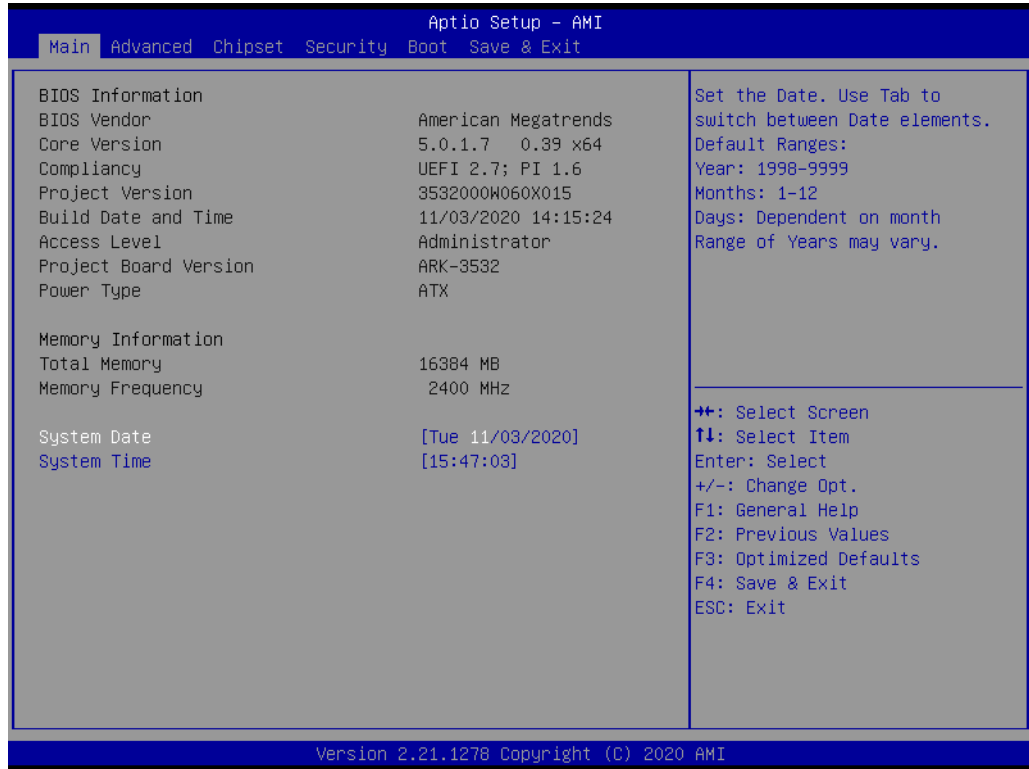 Aptio Setup – AMI
Main Advanced Chipset Security Boot Save & Exit
BIOS Information
BIOS Vendor American Megatrends
Core Version 5.0.1.7 0.39 x64
Compliancy UEFI 2.7; PI 1.6
Project Version 3532000W060X015
Build Date and Time 11/03/2020 14:15:24
Access Level Administrator
Project Board Version ARK-3532
Power Type ATX
Memory Information
Total Memory 16384 MB
Memory Frequency 2400 MHz
System Date [Tue 11/03/2020]
System Time [15:47:03]
Set the Date. Use Tab to
switch between Date elements.
Default Ranges:
Year: 1998-9999
Months: 1-12
Days: Dependent on month
Range of Years may vary.
→←: Select Screen
↑↓: Select Item
Enter: Select
+/-: Change Opt.
F1: General Help
F2: Previous Values
F3: Optimized Defaults
F4: Save & Exit
ESC: Exit
Version 2.21.1278 Copyright (C) 2020 AMI